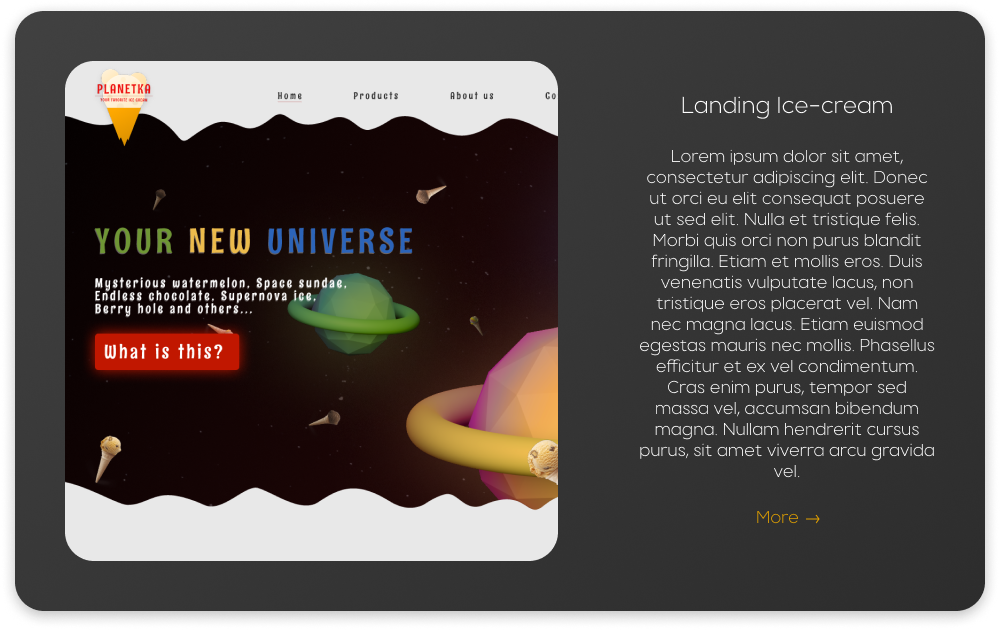 PLANETKA
YOUR FAVORITE ICE CREAM
Home
Products
About us
Co
YOUR NEW UNIVERSE
Mysterious watermelon, Space sundae,
Endless chocolate, Supernova ice,
Berry hole and others...
What is this?
Landing Ice-cream
Lorem ipsum dolor sit amet,
consectetur adipiscing elit. Donec
ut orci eu elit consequat posuere
ut sed elit. Nulla et tristique felis.
Morbi quis orci non purus blandit
fringilla. Etiam et mollis eros. Duis
venenatis vulputate lacus, non
tristique eros placerat vel. Nam
nec magna lacus. Etiam euismod
egestas mauris nec mollis. Phasellus
efficitur et ex vel condimentum.
Cras enim purus, tempor sed
massa vel, accumsan bibendum
magna. Nullam hendrerit cursus
purus, sit amet viverra arcu gravida
vel.
More →